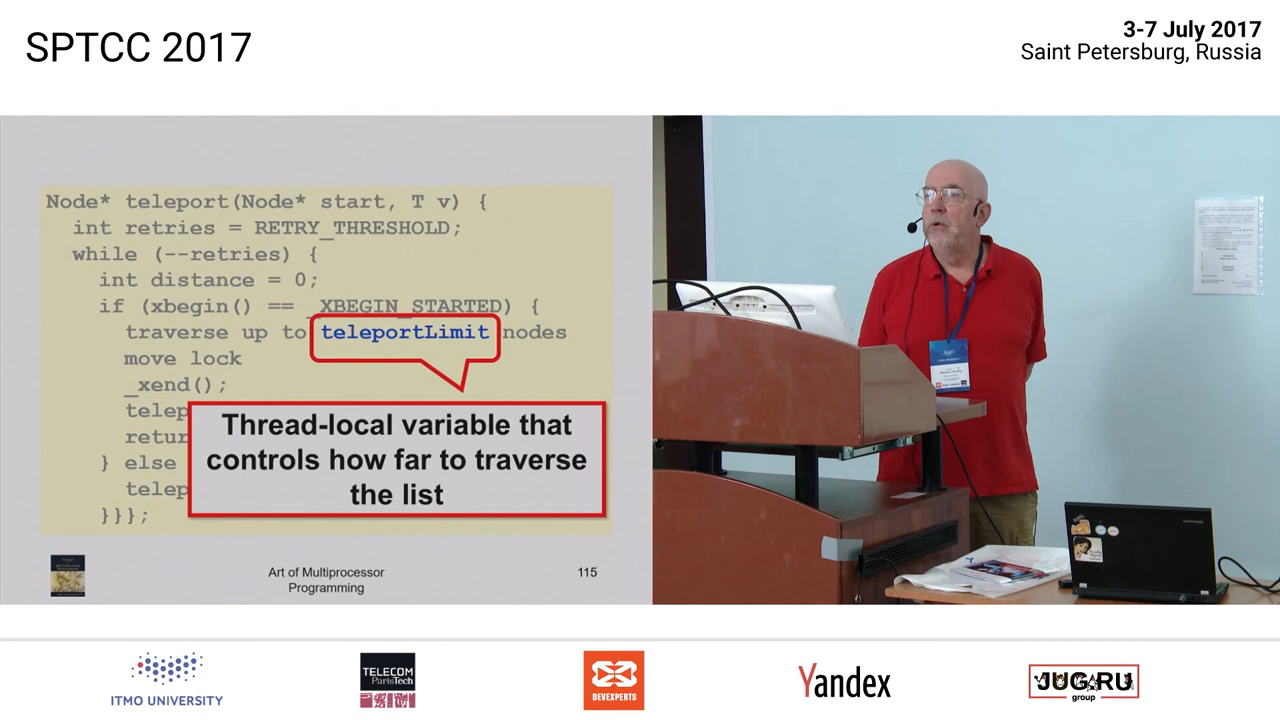 SPTCC 2017
3-7 July 2017
Saint Petersburg, Russia
Node* teleport(Node* start, T v) {
int retries = RETRY_THRESHOLD;
while (--retries) {
int distance = 0;
if (xbegin() == _XBEGIN_STARTED) {
traverse up to teleportLimit nodes
move lock
_xend();
telep
retur
} else
telep
}}};
Thread-local variable that
controls how far to traverse
the list
Art of Multiprocessor
Programming
115
ITMO UNIVERSITY
TELECOM
ParisTech
DEVEXPERTS
Yandex
JUG.RU
group